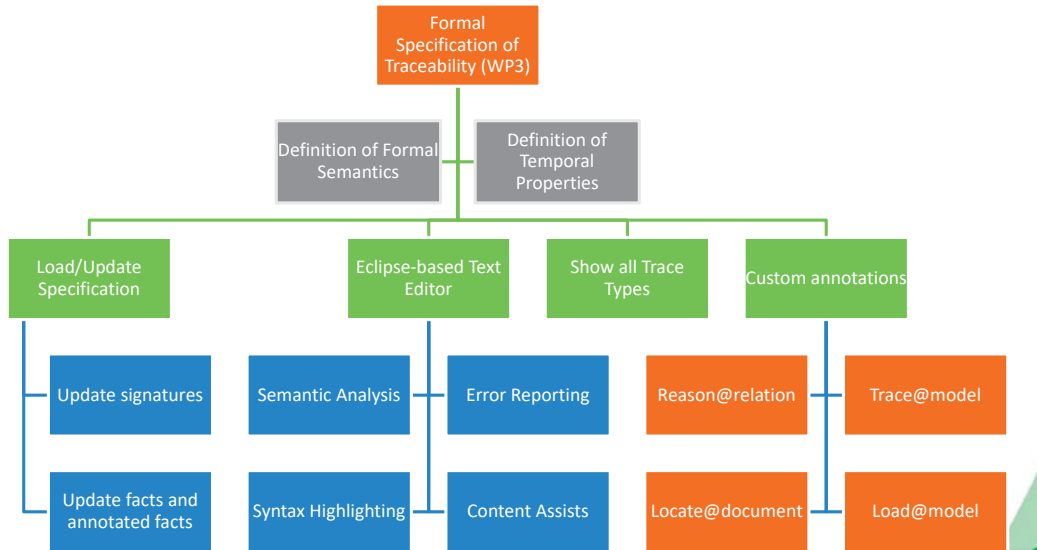 Formal
Specification of
Traceability (WP3)
Definition of Formal
Semantics
Definition of
Temporal
Properties
Load/Update
Specification
Eclipse-based Text
Editor
Show all Trace
Types
Custom annotations
Update signatures
Semantic Analysis
Error Reporting
Reason@relation
Trace@model
Update facts and
annotated facts
Syntax Highlighting
Content Assists
Locate@document
Load@model